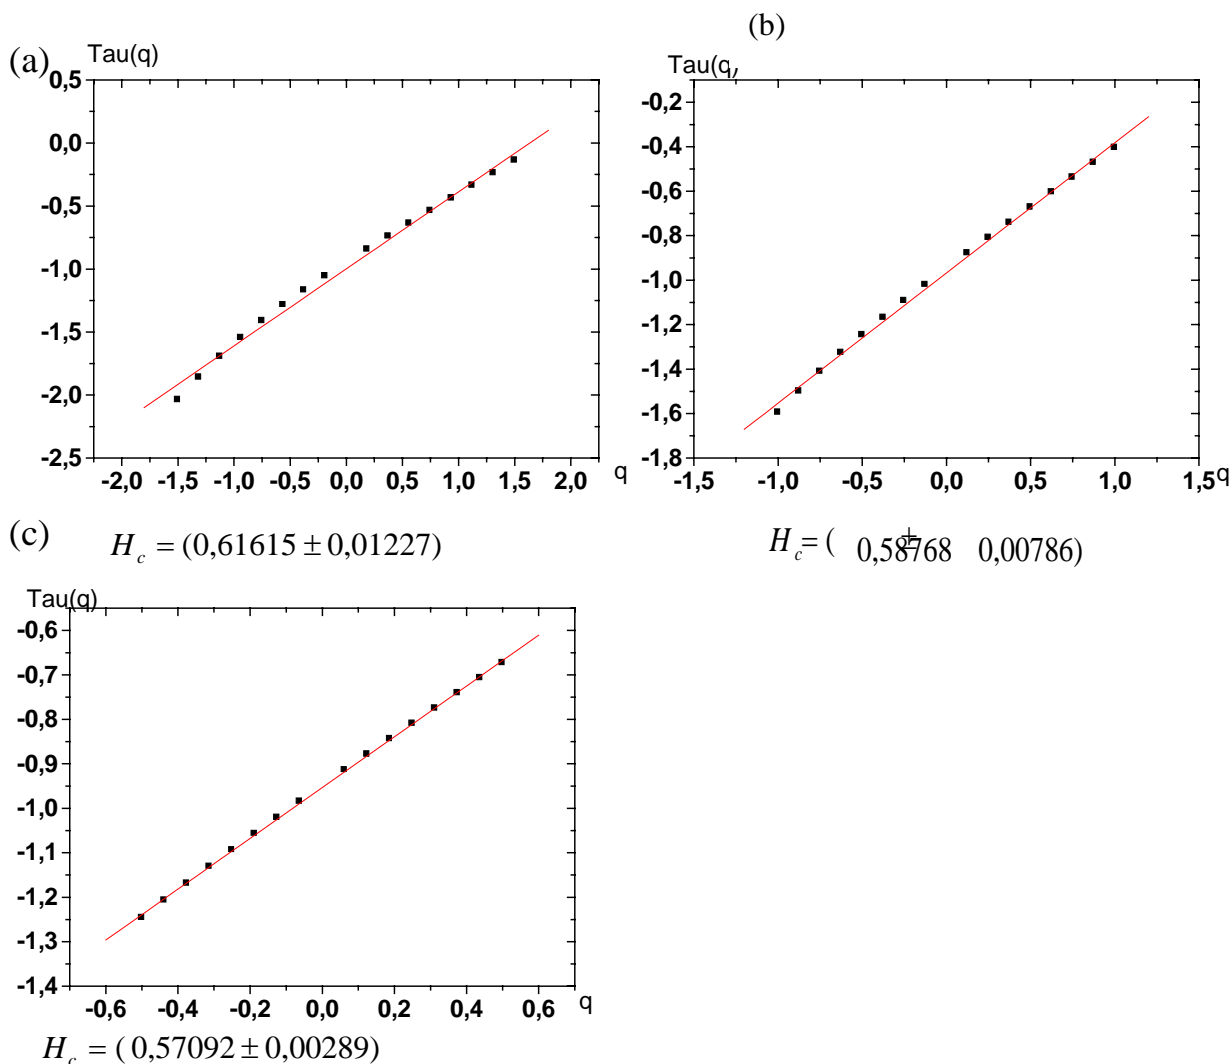 (b)
(a) Tau(q)
0,5
0,0
-0,5
-1,0
-1,5
-2,0
-2,5
-2,0 -1,5 -1,0 -0,5 0,0 0,5 1,0 1,5 2,0 q
Tau(q,
-0,2
-0,4
-0,6
-0,8
-1,0
-1,2
-1,4
-1,6
-1,8
-1,5 -1,0 -0,5 0,0 0,5 1,0 1,5 q
(c) H_c = (0,61615 ± 0,01227)
H_c = ( 0,58768 ± 0,00786)
Tau(q)
-0,6
-0,7
-0,8
-0,9
-1,0
-1,1
-1,2
-1,3
-1,4
-0,6 -0,4 -0,2 0,0 0,2 0,4 0,6 q
H_c = ( 0,57092 ± 0,00289)